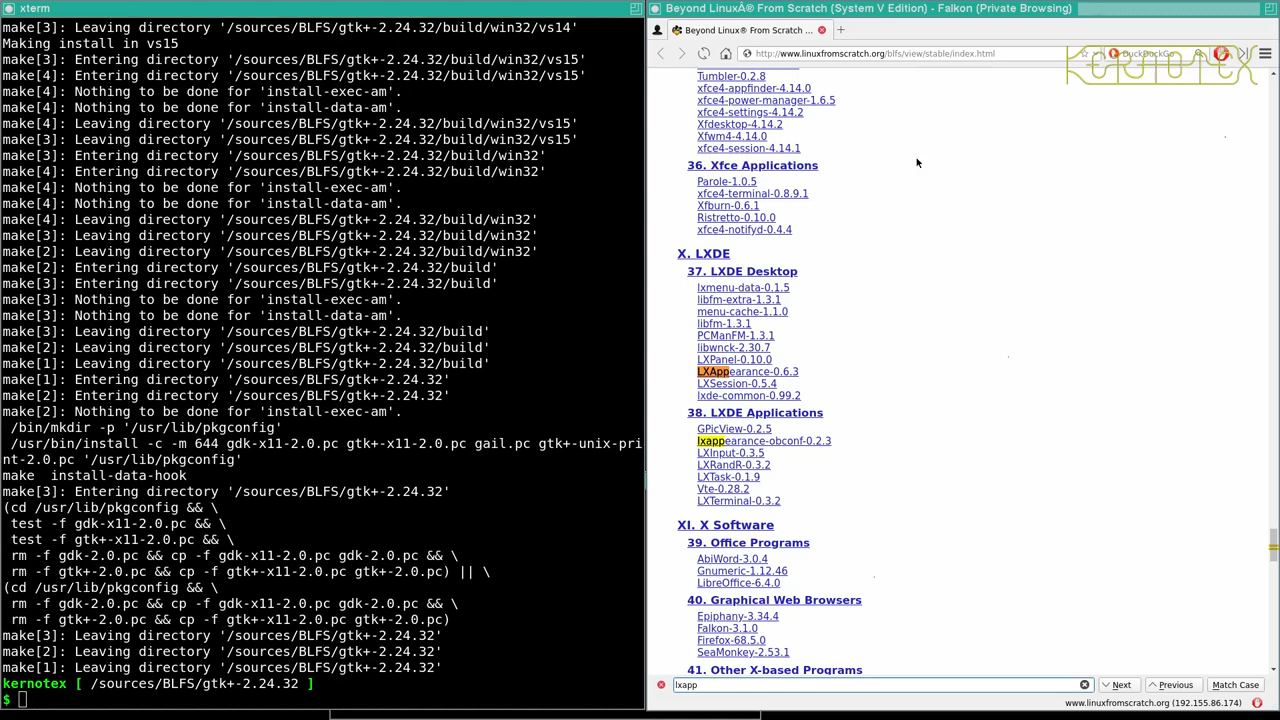 xterm
make[3]: Leaving directory '/sources/BLFS/gtk+-2.24.32/build/win32/vs14'
Making install in vs15
make[3]: Entering directory '/sources/BLFS/gtk+-2.24.32/build/win32/vs15'
make[4]: Entering directory '/sources/BLFS/gtk+-2.24.32/build/win32/vs15'
make[4]: Nothing to be done for 'install-exec-am'.
make[4]: Nothing to be done for 'install-data-am'.
make[4]: Leaving directory '/sources/BLFS/gtk+-2.24.32/build/win32/vs15'
make[3]: Leaving directory '/sources/BLFS/gtk+-2.24.32/build/win32/vs15'
make[3]: Entering directory '/sources/BLFS/gtk+-2.24.32/build/win32'
make[4]: Entering directory '/sources/BLFS/gtk+-2.24.32/build/win32'
make[4]: Nothing to be done for 'install-exec-am'.
make[4]: Nothing to be done for 'install-data-am'.
make[4]: Leaving directory '/sources/BLFS/gtk+-2.24.32/build/win32'
make[3]: Leaving directory '/sources/BLFS/gtk+-2.24.32/build/win32'
make[2]: Leaving directory '/sources/BLFS/gtk+-2.24.32/build/win32'
make[2]: Entering directory '/sources/BLFS/gtk+-2.24.32/build'
make[3]: Entering directory '/sources/BLFS/gtk+-2.24.32/build'
make[3]: Nothing to be done for 'install-exec-am'.
make[3]: Nothing to be done for 'install-data-am'.
make[3]: Leaving directory '/sources/BLFS/gtk+-2.24.32/build'
make[2]: Leaving directory '/sources/BLFS/gtk+-2.24.32/build'
make[1]: Leaving directory '/sources/BLFS/gtk+-2.24.32/build'
make[1]: Entering directory '/sources/BLFS/gtk+-2.24.32'
make[2]: Entering directory '/sources/BLFS/gtk+-2.24.32'
make[2]: Nothing to be done for 'install-exec-am'.
/bin/mkdir -p '/usr/lib/pkgconfig'
/usr/bin/install -c -m 644 gdk-x11-2.0.pc gtk+-x11-2.0.pc gail.pc gtk+-unix-pri
nt-2.0.pc '/usr/lib/pkgconfig'
make  install-data-hook
make[3]: Entering directory '/sources/BLFS/gtk+-2.24.32'
(cd /usr/lib/pkgconfig && \
test -f gdk-x11-2.0.pc && \
test -f gtk+-x11-2.0.pc && \
rm -f gdk-2.0.pc && cp -f gdk-x11-2.0.pc gdk-2.0.pc && \
rm -f gtk+-2.0.pc && cp -f gtk+-x11-2.0.pc gtk+-2.0.pc) || \
(cd /usr/lib/pkgconfig && \
rm -f gdk-2.0.pc && cp -f gdk-x11-2.0.pc gdk-2.0.pc && \
rm -f gtk+-2.0.pc && cp -f gtk+-x11-2.0.pc gtk+-2.0.pc)
make[3]: Leaving directory '/sources/BLFS/gtk+-2.24.32'
make[2]: Leaving directory '/sources/BLFS/gtk+-2.24.32'
make[1]: Leaving directory '/sources/BLFS/gtk+-2.24.32'
kernotex [ /sources/BLFS/gtk+-2.24.32 ]
$
Beyond LinuxÂ® From Scratch (System V Edition) - Falkon (Private Browsing)
Beyond Linux® From Scratch ...
http://www.linuxfromscratch.org/blfs/view/stable/index.html
DuckDuckGo
KERNOTEX
Tumbler-0.2.8
xfce4-appfinder-4.14.0
xfce4-power-manager-1.6.5
xfce4-settings-4.14.2
Xfdesktop-4.14.2
Xfwm4-4.14.0
xfce4-session-4.14.1
36. Xfce Applications
Parole-1.0.5
xfce4-terminal-0.8.9.1
Xfburn-0.6.1
Ristretto-0.10.0
xfce4-notifyd-0.4.4
X. LXDE
37. LXDE Desktop
lxmenu-data-0.1.5
libfm-extra-1.3.1
menu-cache-1.1.0
libfm-1.3.1
PCManFM-1.3.1
libwnck-2.30.7
LXPanel-0.10.0
LXAppearance-0.6.3
LXSession-0.5.4
lxde-common-0.99.2
38. LXDE Applications
GPicView-0.2.5
lxappearance-obconf-0.2.3
LXInput-0.3.5
LXRandR-0.3.2
LXTask-0.1.9
Vte-0.28.2
LXTerminal-0.3.2
XI. X Software
39. Office Programs
AbiWord-3.0.4
Gnumeric-1.12.46
LibreOffice-6.4.0
40. Graphical Web Browsers
Epiphany-3.34.4
Falkon-3.1.0
Firefox-68.5.0
SeaMonkey-2.53.1
41. Other X-based Programs
lxapp
Next
Previous
Match Case
www.linuxfromscratch.org (192.155.86.174)